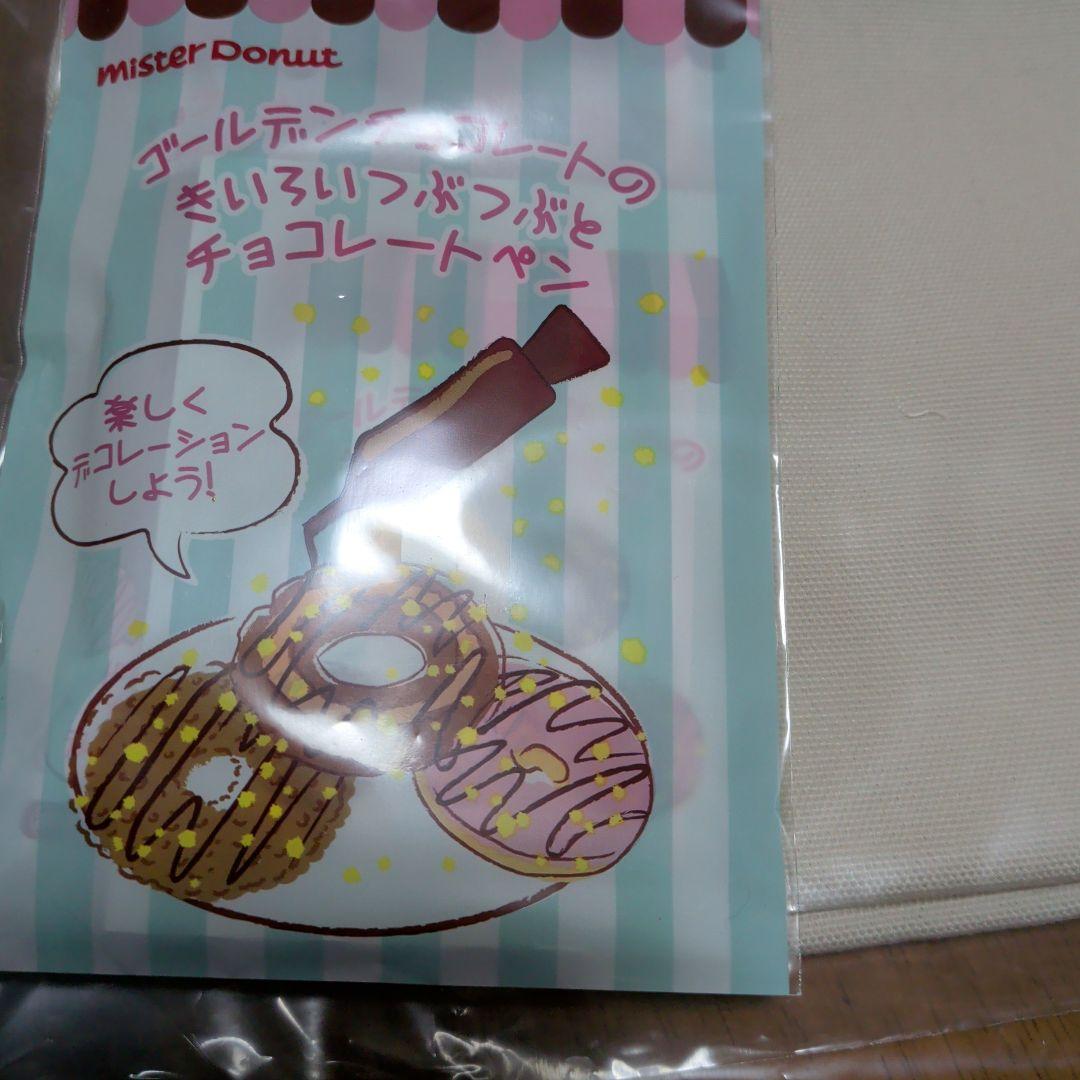 mister Donut
ゴールデンチョコレートの
きいろいつぶつぶと
チョコレートペン
楽しく
デコレーション
しよう!